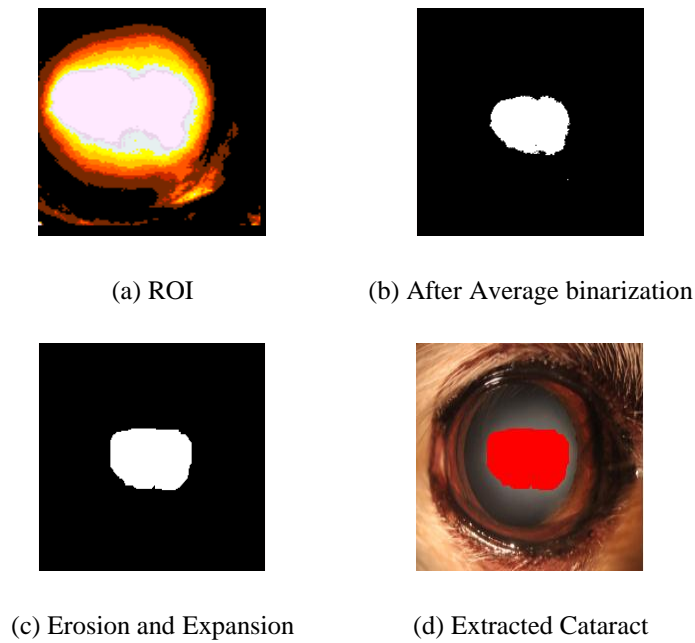 (a) ROI
(b) After Average binarization
(c) Erosion and Expansion
(d) Extracted Cataract